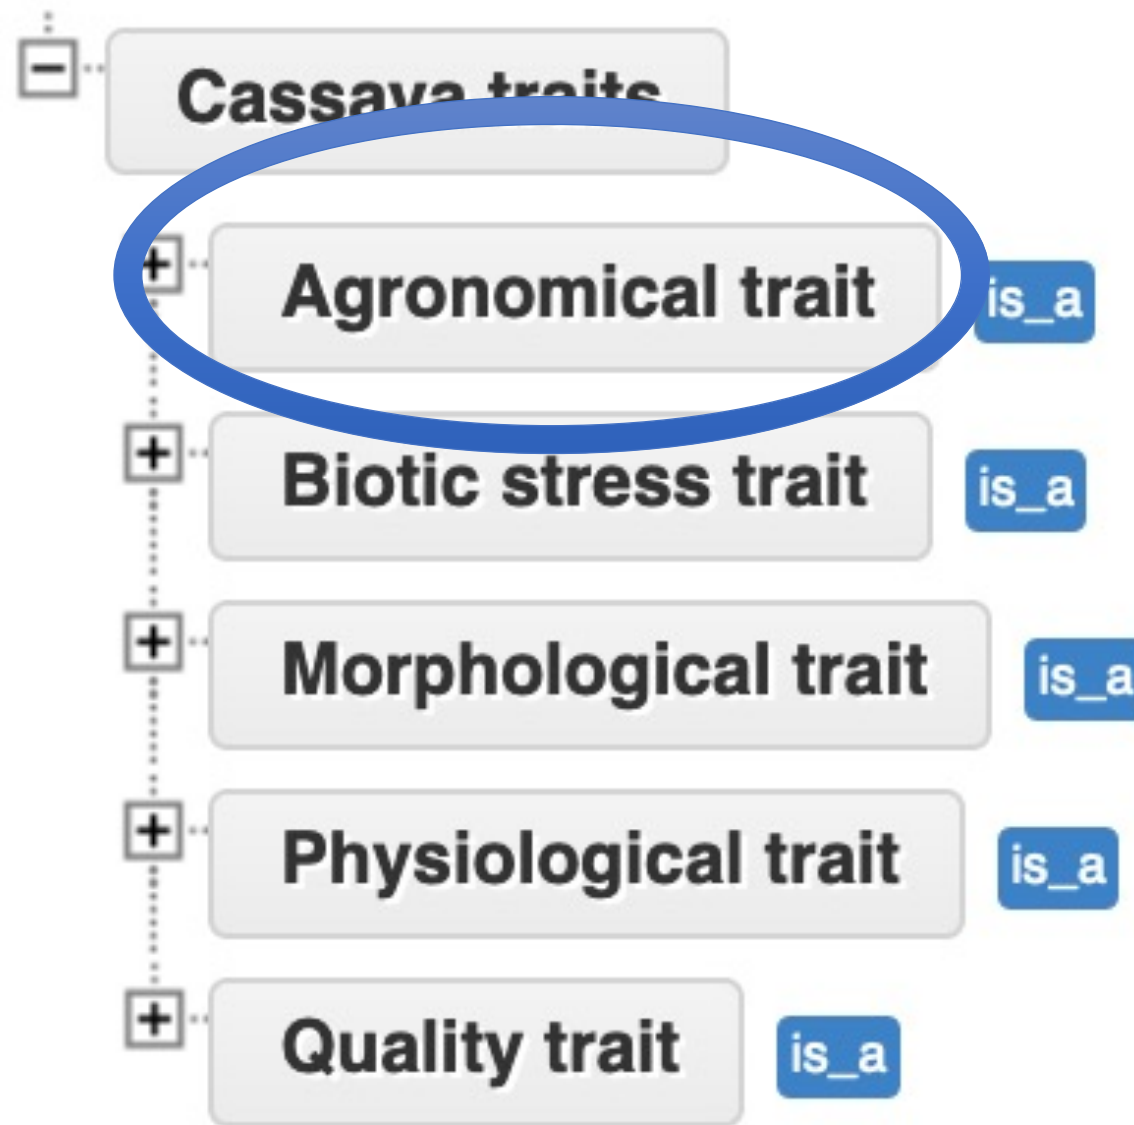 Cassava traits
Agronomical trait is_a
Biotic stress trait is_a
Morphological trait is_a
Physiological trait is_a
Quality trait is_a